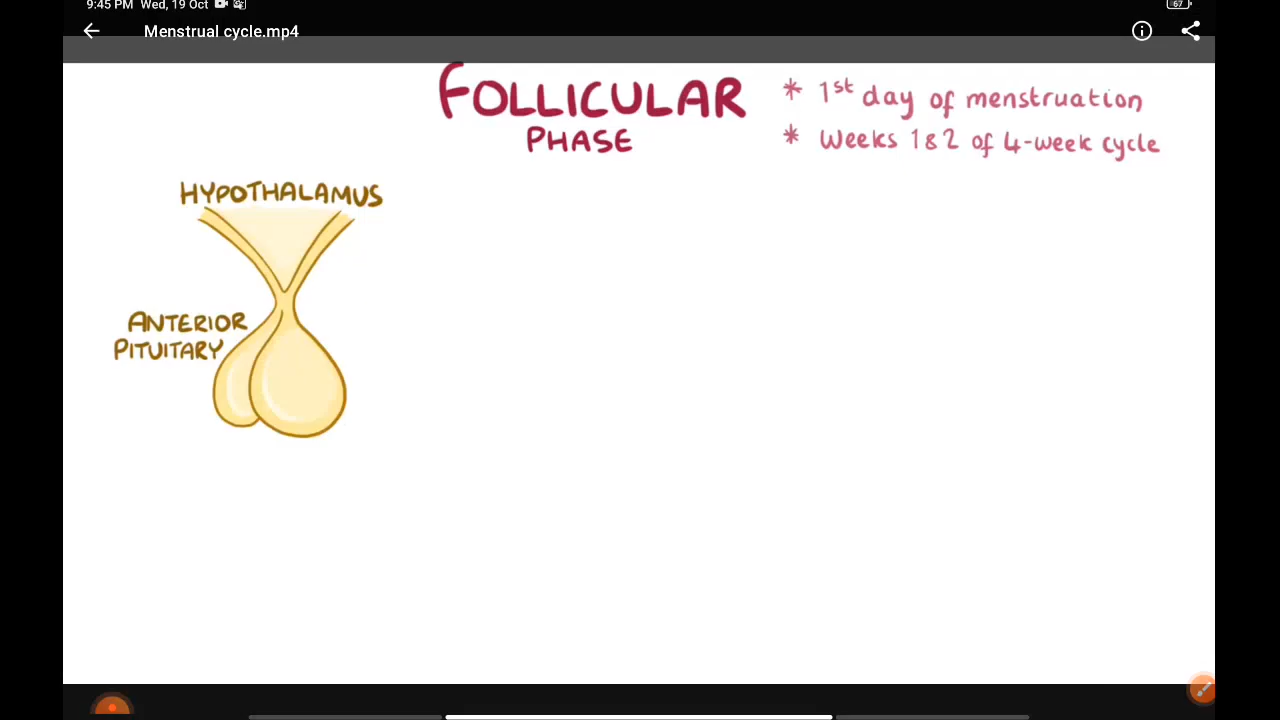 9:45 PM Wed, 19 Oct
67
Menstrual cycle.mp4
FOLLICULAR
PHASE
* 1st day of menstruation
* Weeks 1 & 2 of 4-week cycle
HYPOTHALAMUS
ANTERIOR
PITUITARY